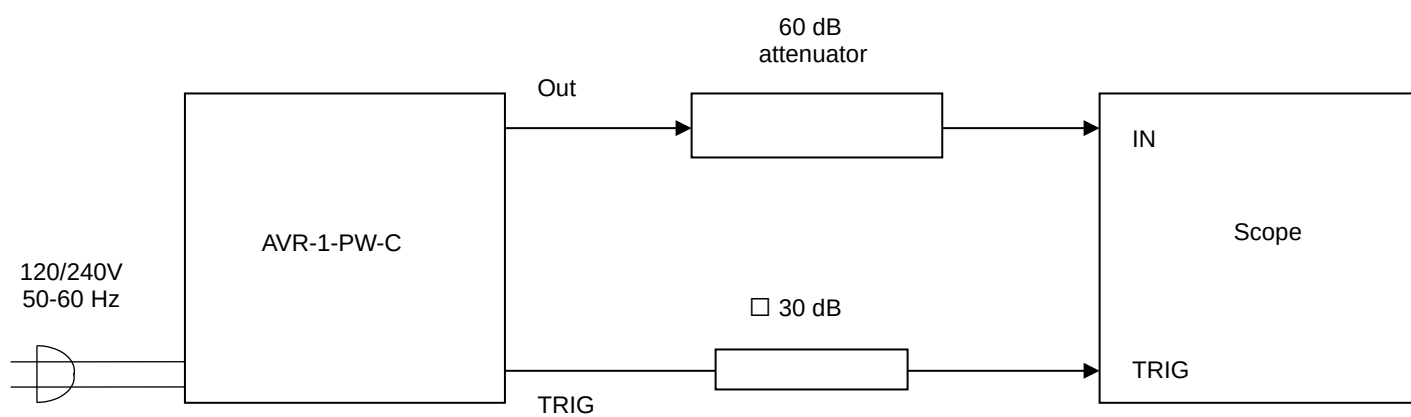 60 dB
attenuator
Out
IN
AVR-1-PW-C
Scope
120/240V
50-60 Hz
□ 30 dB
TRIG
TRIG